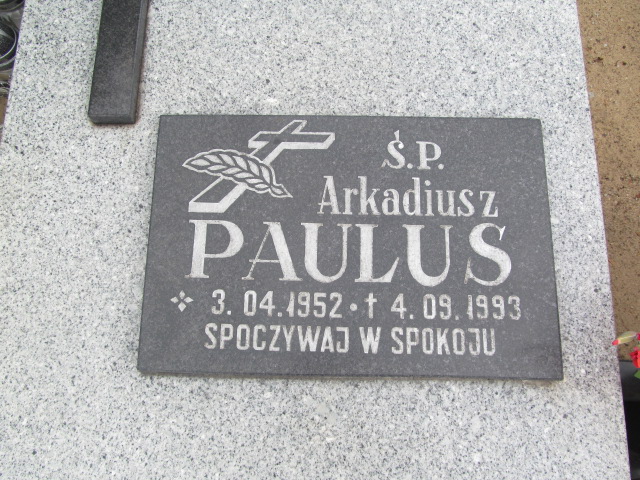 Ś.P.
Arkadiusz
PAULUS
3. 04. 1952 • † 4. 09. 1993
SPOCZYWAJ W SPOKOJU